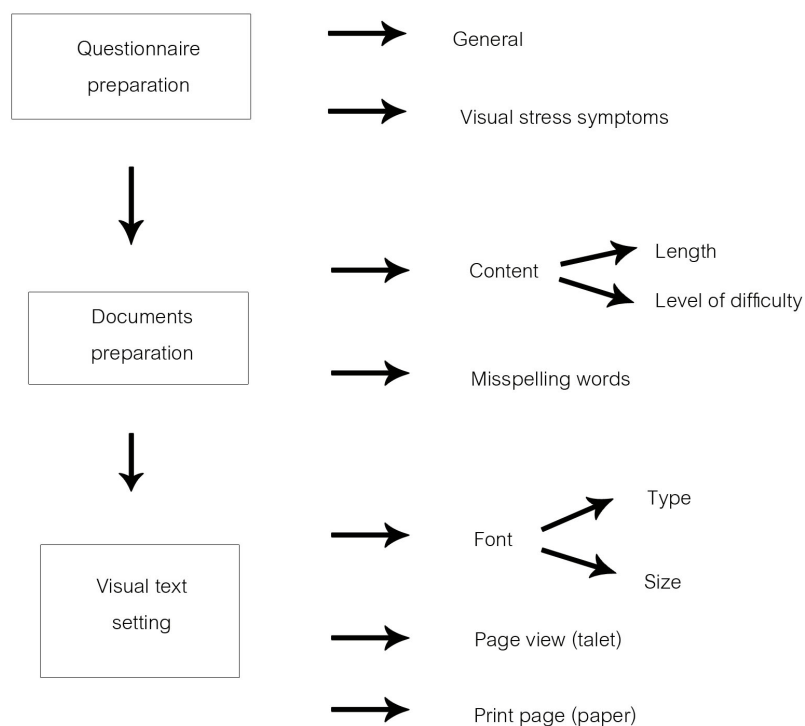 Questionnaire
preparation
General
Visual stress symptoms
Documents
preparation
Content
Length
Level of difficulty
Misspelling words
Visual text
setting
Font
Type
Size
Page view (talet)
Print page (paper)